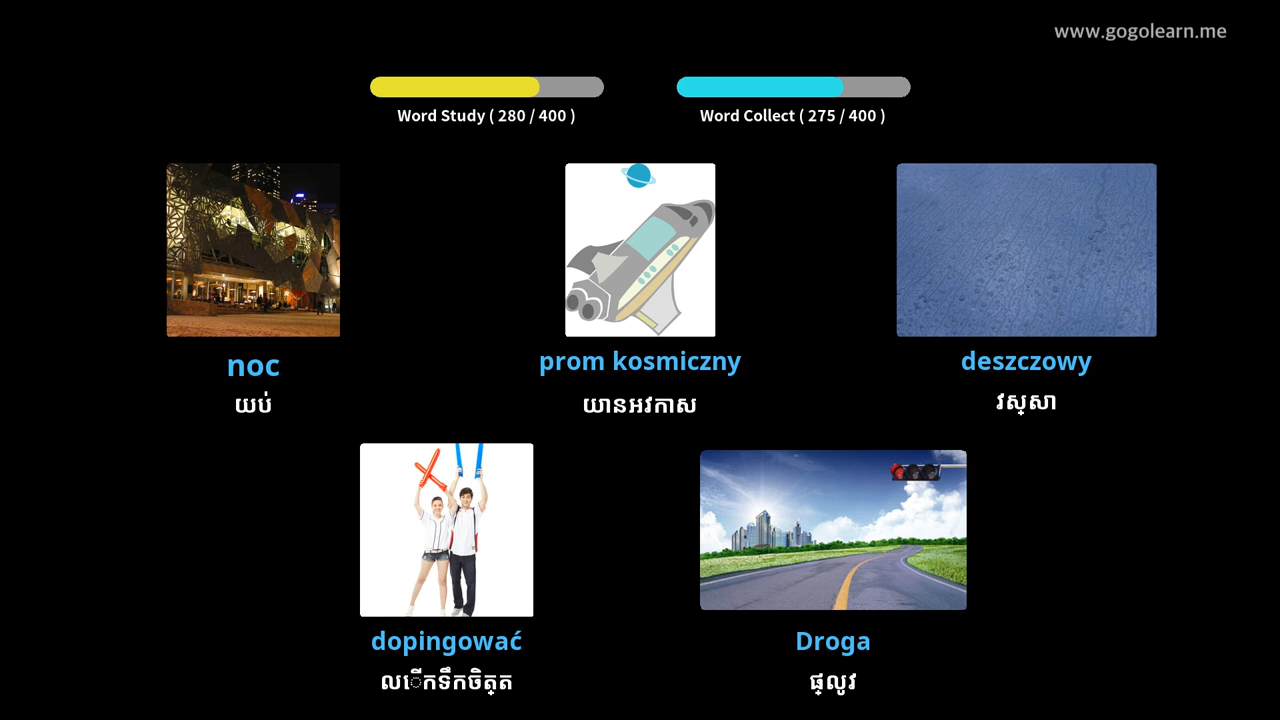 www.gogolearn.me
Word Study ( 280 / 400 )
Word Collect ( 275 / 400 )
noc
យប់
prom kosmiczny
យានអវកាស
deszczowy
វស្សា
dopingować
លើកទឹកចិត្ត
Droga
ផ្លូវ